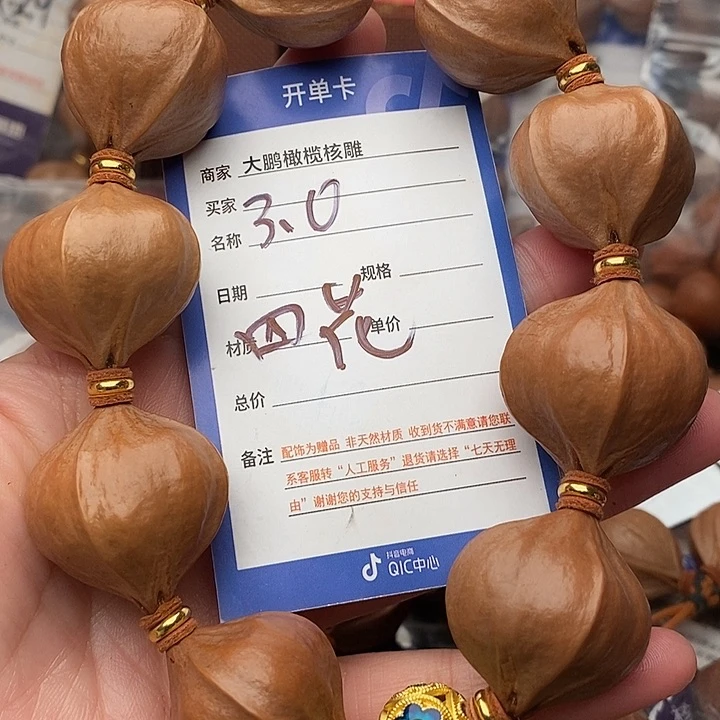 开单卡
商家 大鹏橄榄核雕
买家
3.0
名称
日期 规格
材质 四花 单价
总价
备注 配饰为赠品 非天然材质 收到货不满意请您联
系客服转“人工服务”退货请选择“七天无理
由”谢谢您的支持与信任
抖音电商
QIC中心